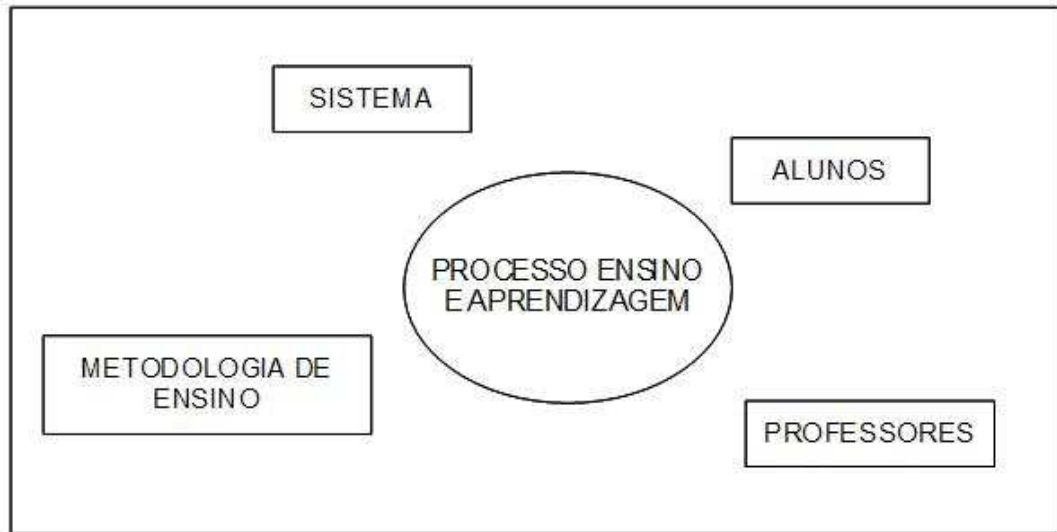 SISTEMA
ALUNOS
PROCESSO ENSINO
E APRENDIZAGEM
METODOLOGIA DE
ENSINO
PROFESSORES